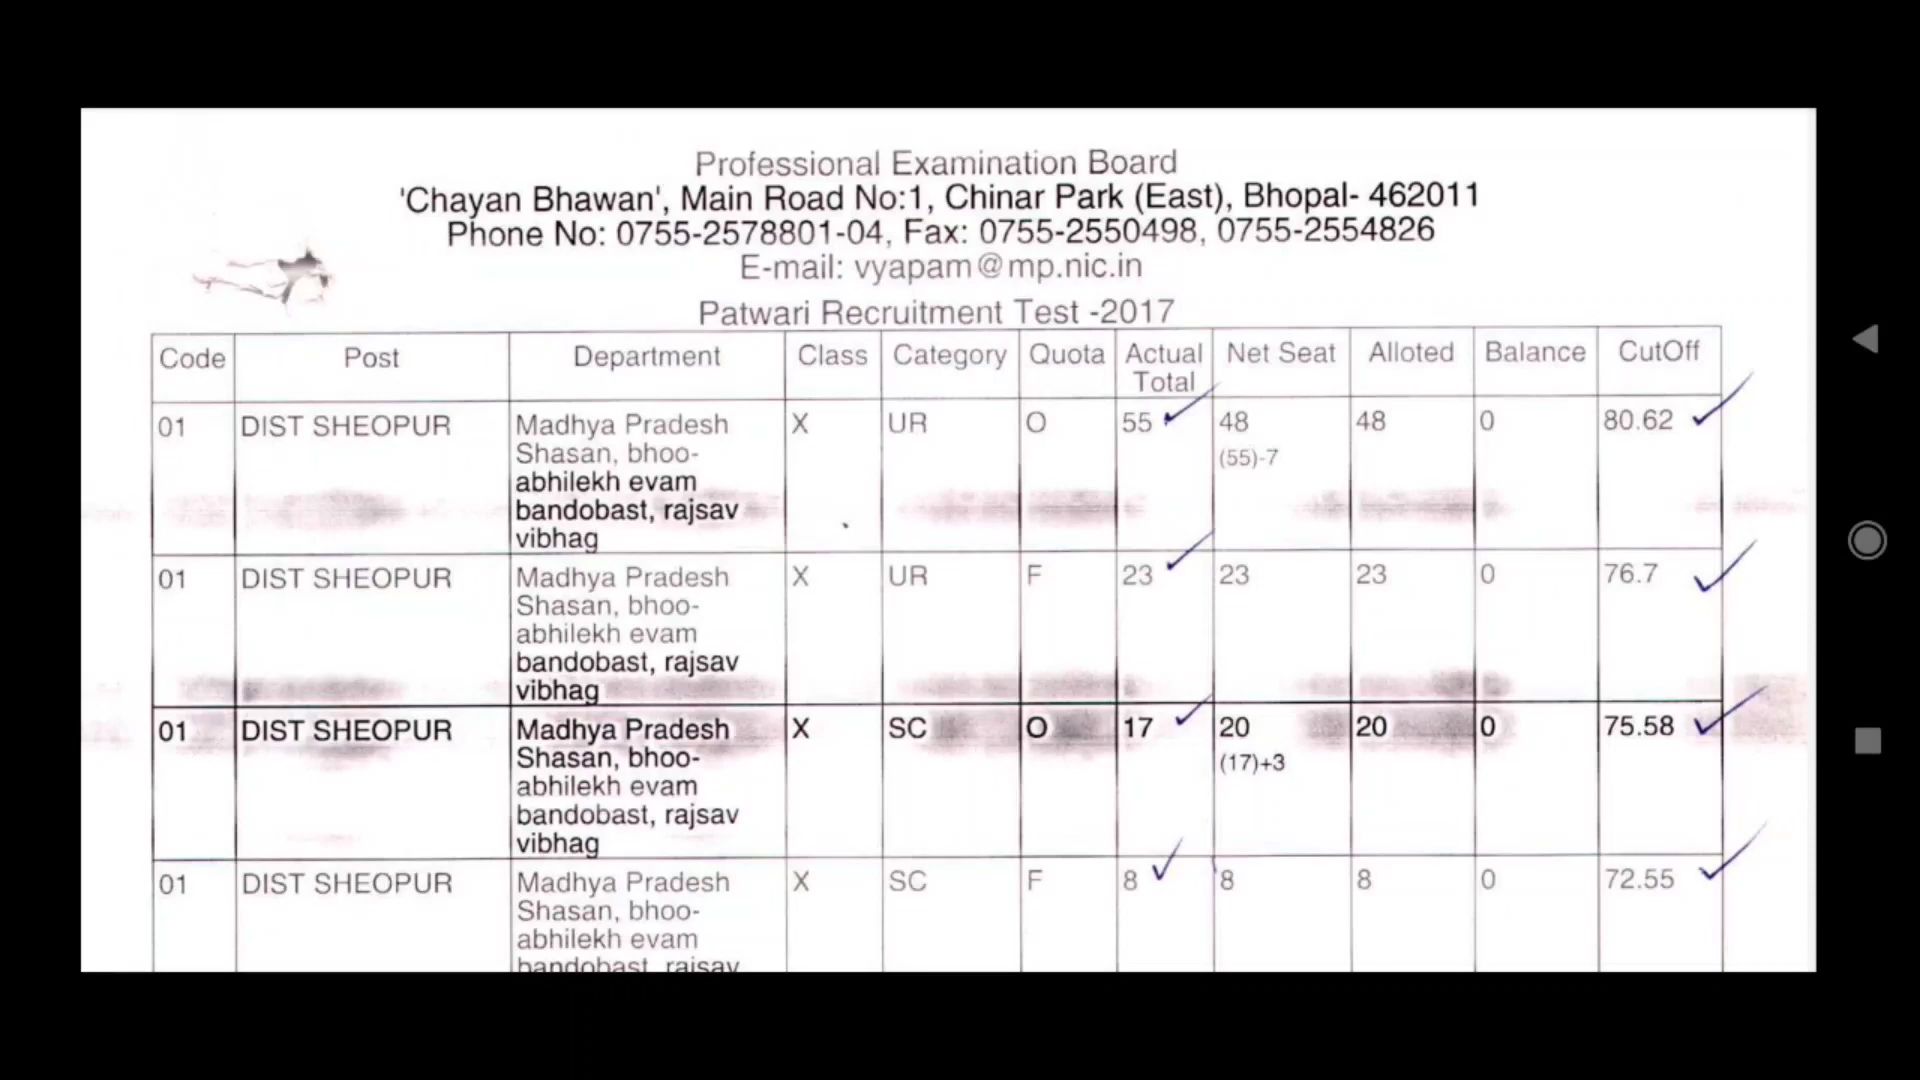 Professional Examination Board
'Chayan Bhawan', Main Road No:1, Chinar Park (East), Bhopal- 462011
Phone No: 0755-2578801-04, Fax: 0755-2550498, 0755-2554826
E-mail: vyapam@mp.nic.in
Patwari Recruitment Test -2017
Code Post Department Class Category Quota Actual Total Net Seat Alloted Balance CutOff
01 DIST SHEOPUR Madhya Pradesh X UR O 55 48 48 0 80.62
Shasan, bhoo- (55)-7
abhilekh evam
bandobast, rajsav
vibhag
01 DIST SHEOPUR Madhya Pradesh X UR F 23 23 23 0 76.7
Shasan, bhoo-
abhilekh evam
bandobast, rajsav
vibhag
01 DIST SHEOPUR Madhya Pradesh X SC O 17 20 20 0 75.58
Shasan, bhoo- (17)+3
abhilekh evam
bandobast, rajsav
vibhag
01 DIST SHEOPUR Madhya Pradesh X SC F 8 8 8 0 72.55
Shasan, bhoo-
abhilekh evam
bandobast, rajsav